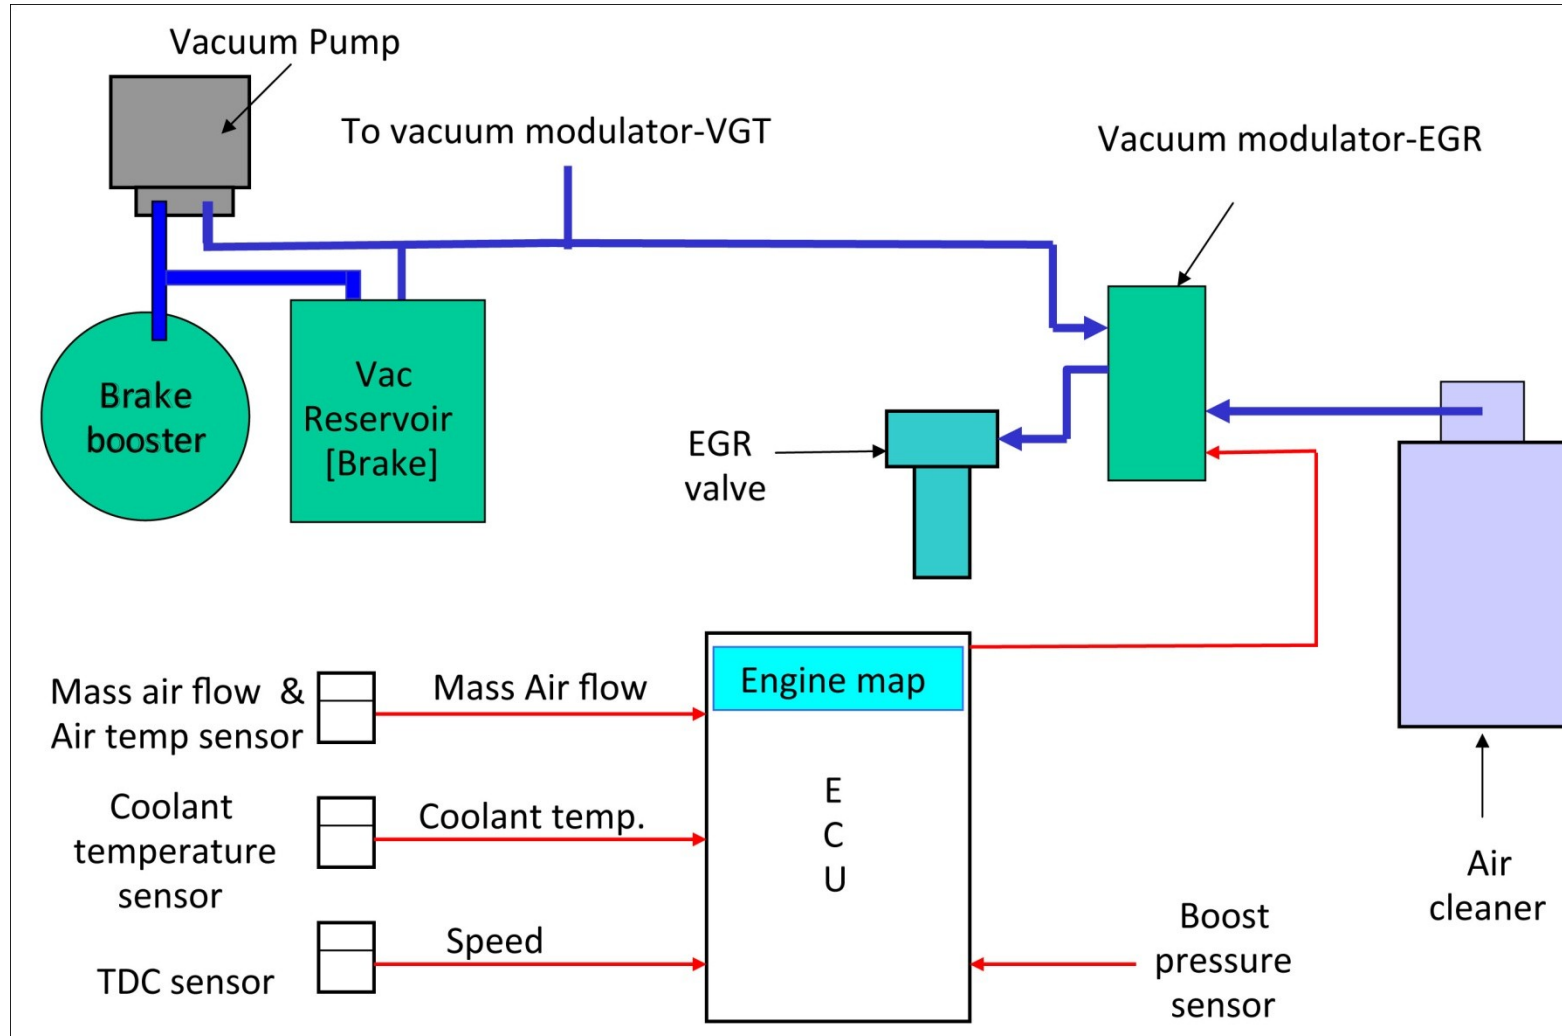 Vacuum Pump
To vacuum modulator-VGT
Vacuum modulator-EGR
Brake
booster
Vac
Reservoir
[Brake]
EGR
valve
Mass air flow &
Air temp sensor
Mass Air flow
Engine map
Coolant
temperature
sensor
Coolant temp.
E
C
U
TDC sensor
Speed
Boost
pressure
sensor
Air
cleaner